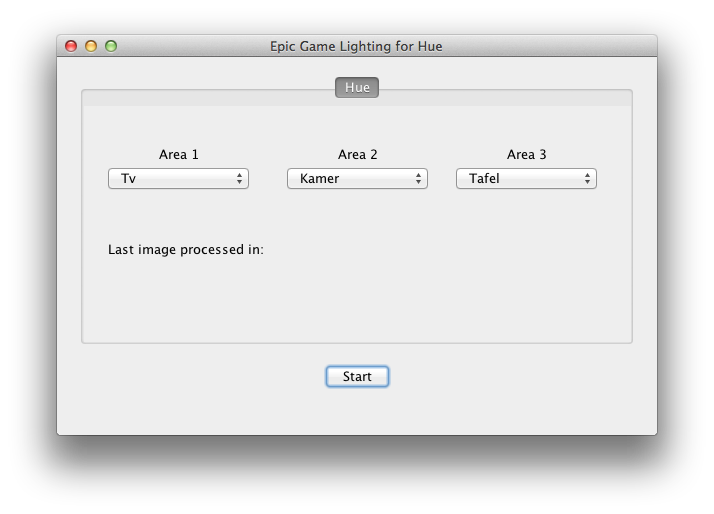 Epic Game Lighting for Hue
Hue
Area 1 Area 2 Area 3
Tv Kamer Tafel
Last image processed in:
Start